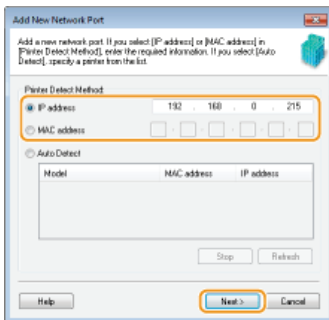 Add New Network Port
Add a new network port. If you select [IP address] or [MAC address] in
[Printer Detect Method], enter the required information. If you select [Auto
Detect], specify a printer from the list.
Printer Detect Method:
IP address 192 . 168 . 0 . 215
MAC address
Auto Detect
Model MAC address IP address
Stop Refresh
Help Next > Cancel